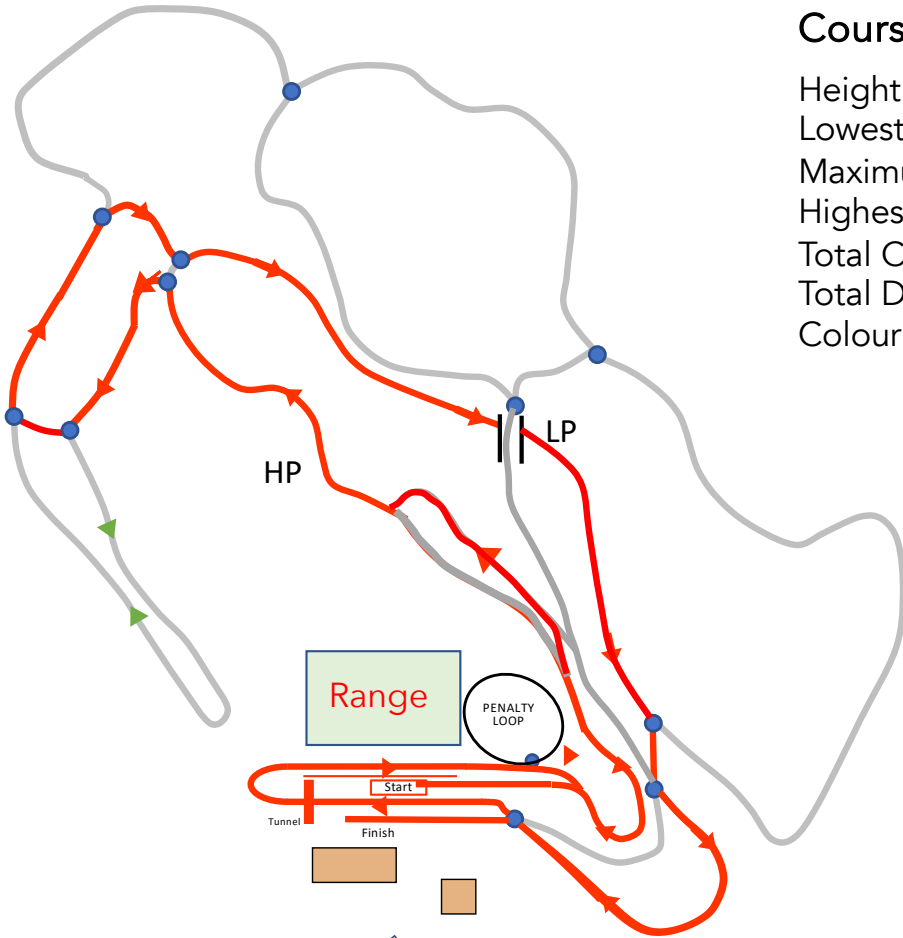 Cours
Height
Lowest
Maximu
Highes
Total C
Total D
Colour
LP
HP
Range
PENALTY
LOOP
Start
Tunnel
Finish